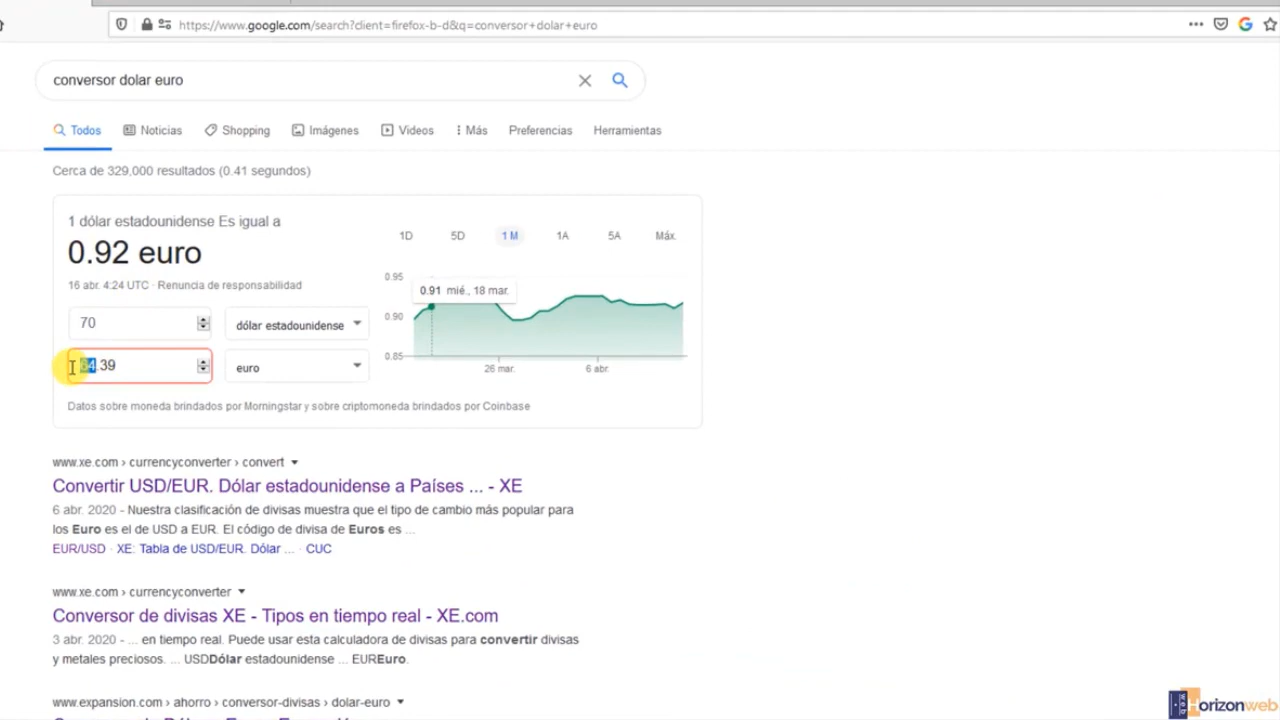 https://www.google.com/search?client=firefox-b-d&q=conversor+dolar+euro
conversor dolar euro
Todos Noticias Shopping Imágenes Videos Más Preferencias Herramientas
Cerca de 329,000 resultados (0.41 segundos)
1 dólar estadounidense Es igual a
0.92 euro
16 abr. 4:24 UTC · Renuncia de responsabilidad
70 dólar estadounidense
64.39 euro
1D 5D 1 M 1A 5A Máx.
0.95
0.91 mié., 18 mar.
0.90
0.85
26 mar. 6 abr.
Datos sobre moneda brindados por Morningstar y sobre criptomoneda brindados por Coinbase
www.xe.com › currencyconverter › convert
Convertir USD/EUR. Dólar estadounidense a Países ... - XE
6 abr. 2020 - Nuestra clasificación de divisas muestra que el tipo de cambio más popular para
los Euro es el de USD a EUR. El código de divisa de Euros es ...
EUR/USD · XE: Tabla de USD/EUR. Dólar ... · CUC
www.xe.com › currencyconverter
Conversor de divisas XE - Tipos en tiempo real - XE.com
3 abr. 2020 - ... en tiempo real. Puede usar esta calculadora de divisas para convertir divisas
y metales preciosos. ... USDDólar estadounidense ... EUREuro.
www.expansion.com › ahorro › conversor-divisas › dolar-euro
web Horizonweb